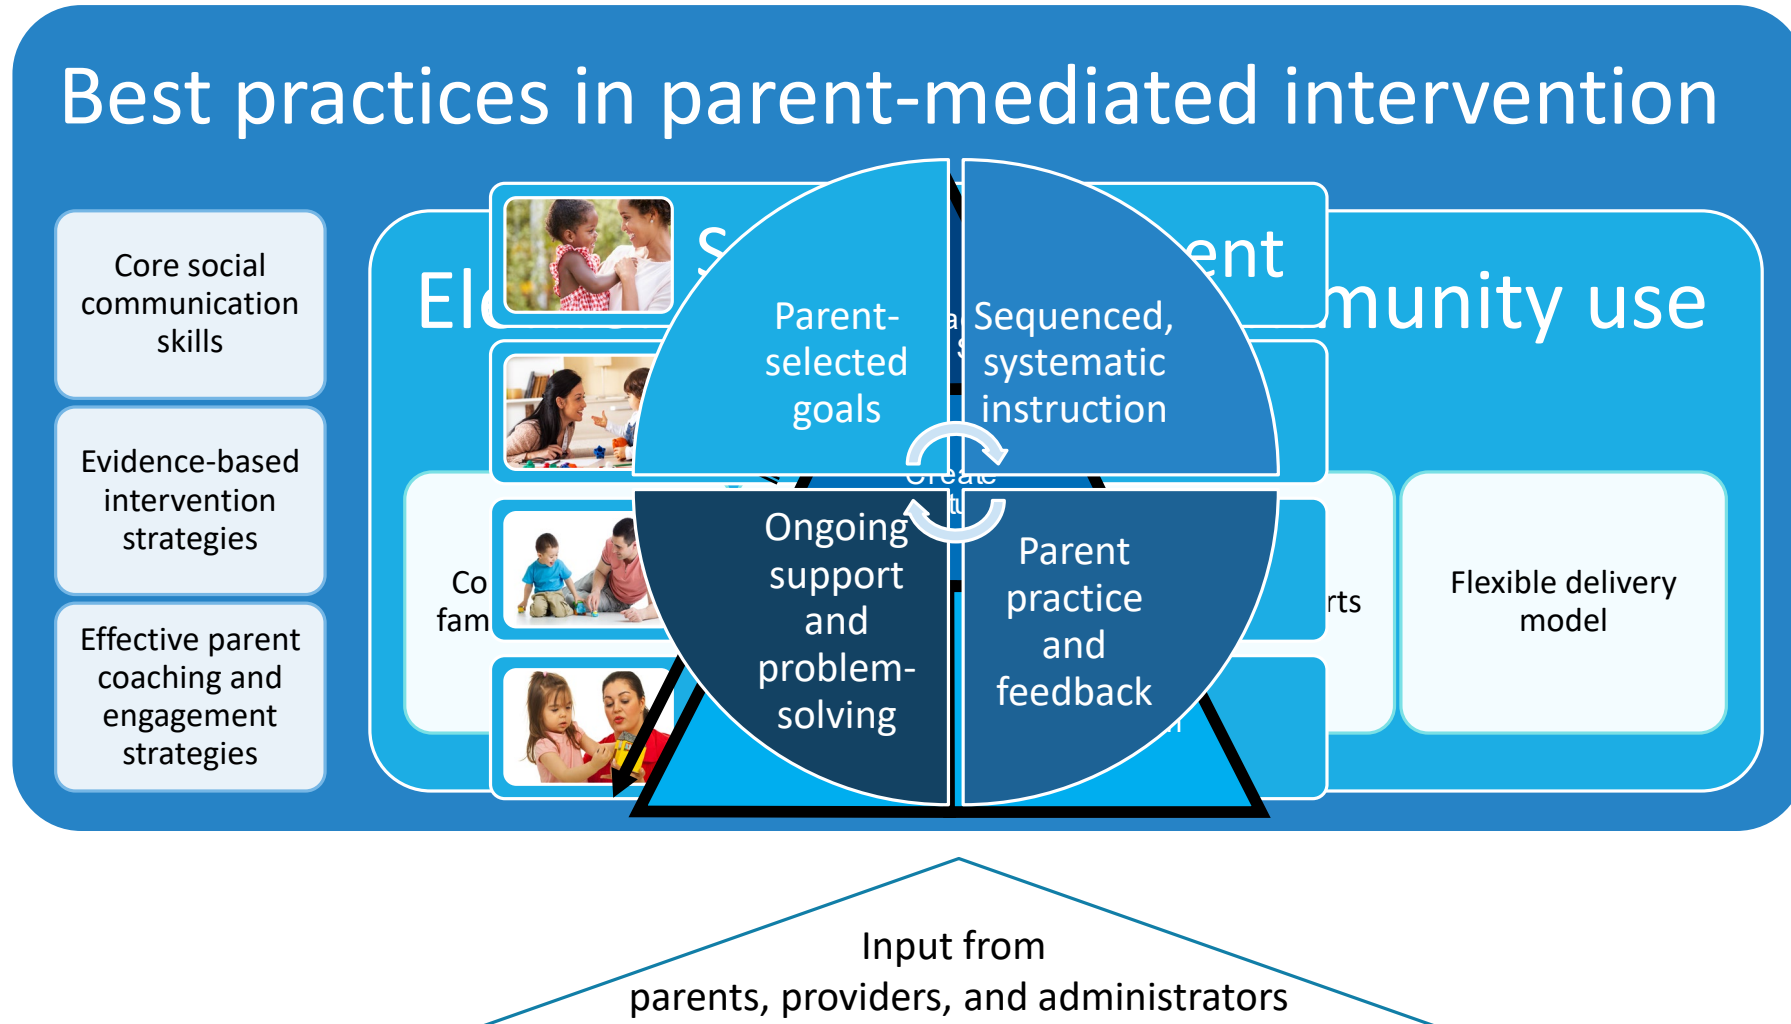 Best practices in parent-mediated intervention
Core social
communication
skills
Evidence-based
intervention
strategies
Effective parent
coaching and
engagement
strategies
Parent-
selected
goals
Sequenced,
systematic
instruction
Ongoing
support
and
problem-
solving
Parent
practice
and
feedback
Create
use
Flexible delivery
model
Input from
parents, providers, and administrators